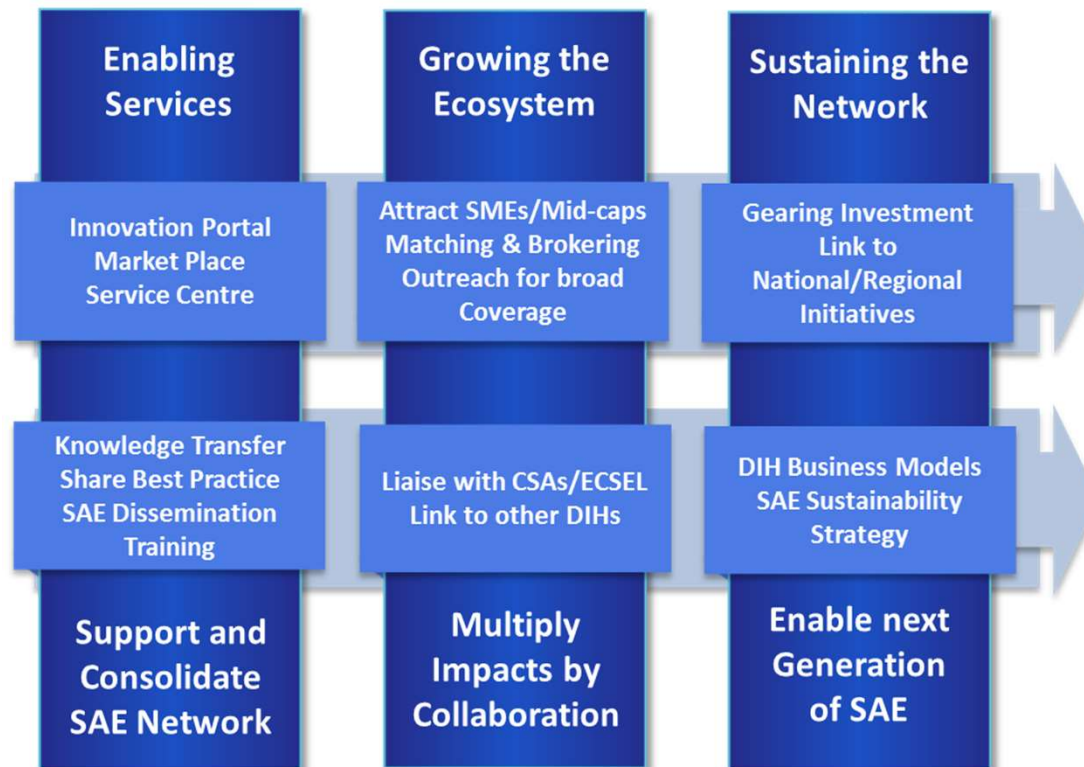 Enabling
Services
Growing the
Ecosystem
Sustaining the
Network
Innovation Portal
Market Place
Service Centre
Attract SMEs/Mid-caps
Matching & Brokering
Outreach for broad
Coverage
Gearing Investment
Link to
National/Regional
Initiatives
Knowledge Transfer
Share Best Practice
SAE Dissemination
Training
Liaise with CSAs/ECSEL
Link to other DIHs
DIH Business Models
SAE Sustainability
Strategy
Support and
Consolidate
SAE Network
Multiply
Impacts by
Collaboration
Enable next
Generation
of SAE